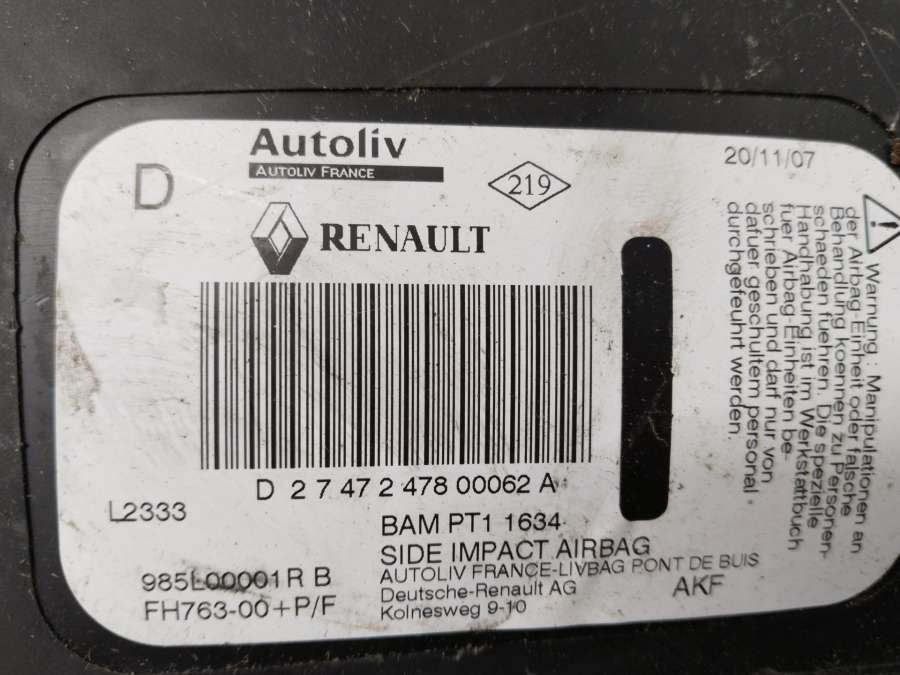 D
Autoliv
AUTOLIV FRANCE
219
20/11/07
RENAULT
D 2 7 47 2 478 00062 A
L2333
BAM PT1 1634
SIDE IMPACT AIRBAG
985L00001R B
AUTOLIV FRANCE-LIVBAG PONT DE BUIS
FH763-00+P/F
Deutsche-Renault AG
AKF
Kolnesweg 9-10
! Warnung : Manipulationen an
der Airbag-Einheit oder falsche
Behandlung koennen zu Personen-
schaeden fuehren. Die spezielle
Handhabung ist im Werkstattbuch
fuer Airbag-Einheiten be-
schrieben und darf nur von
dafuer geschultem personal
durchgefuehrt werden.